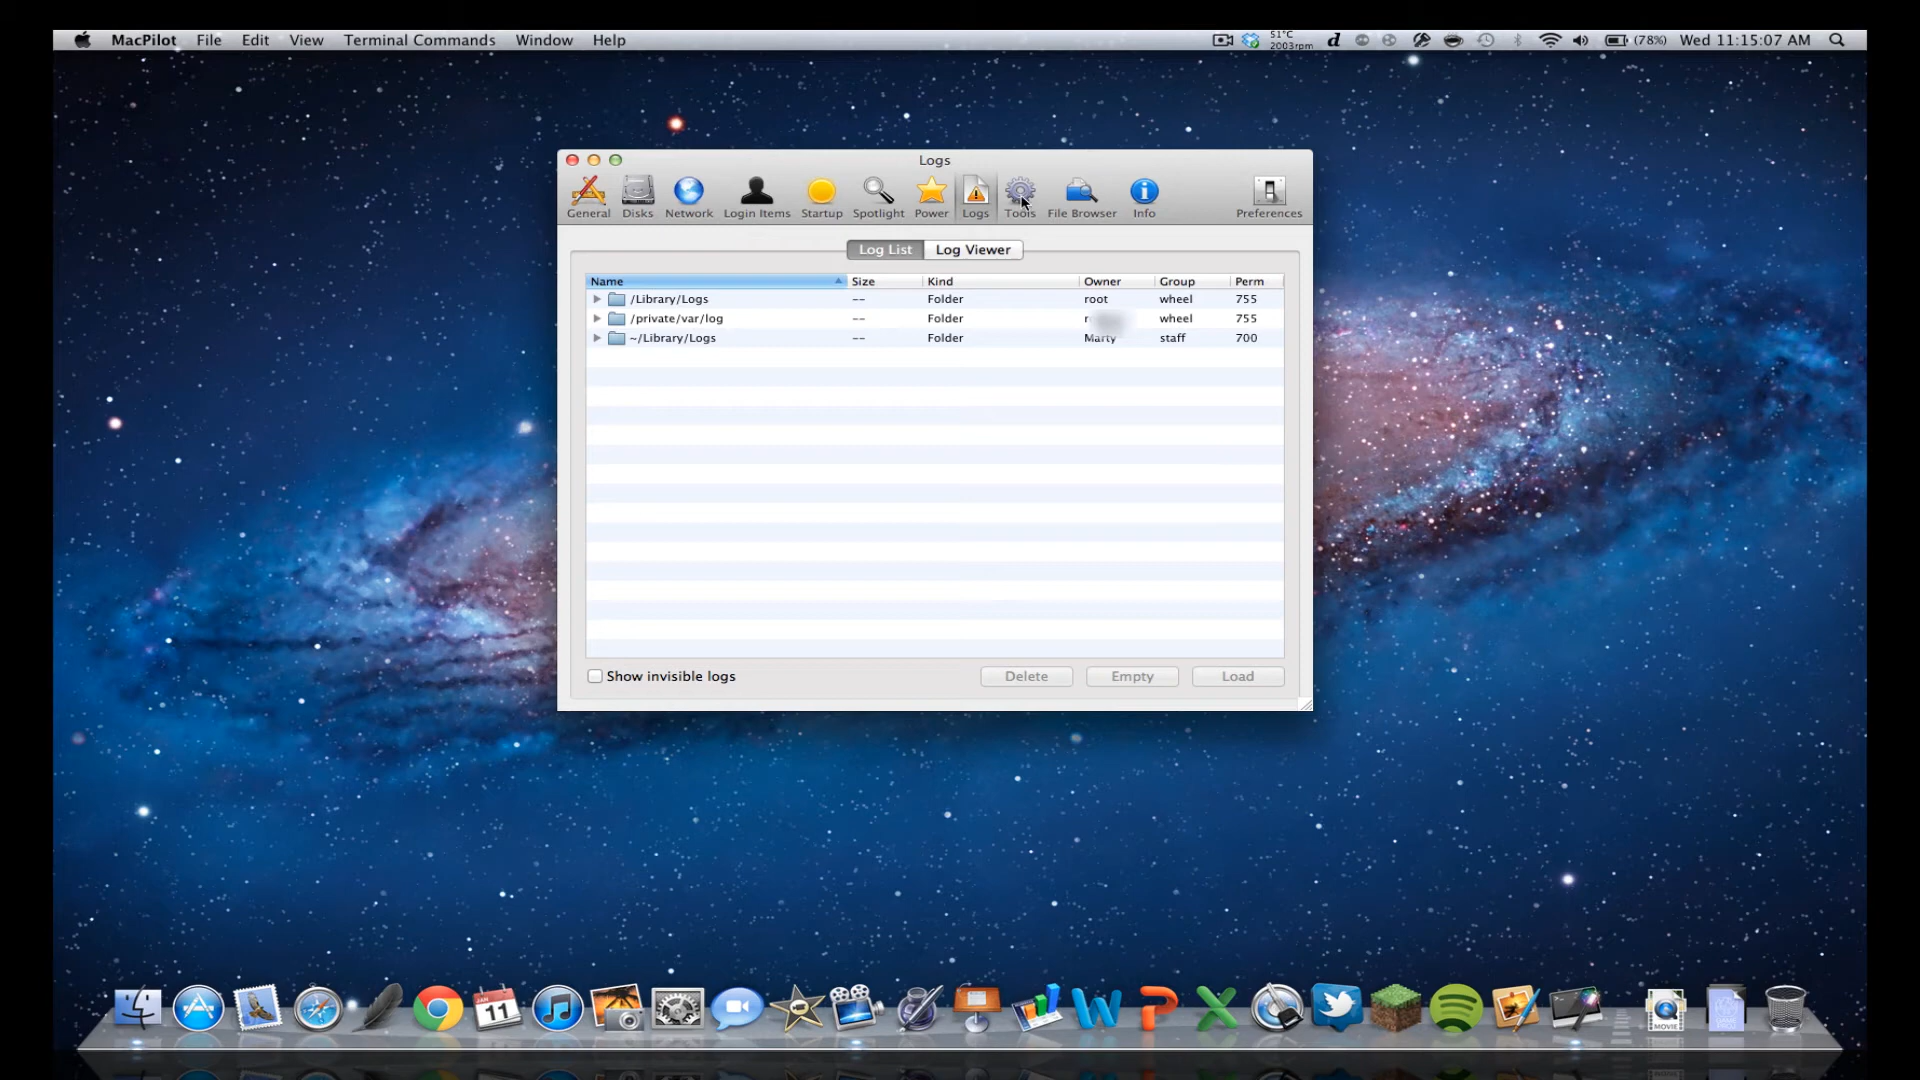 MacPilot File Edit View Terminal Commands Window Help
51°C
2003rpm
d (78%) Wed 11:15:07 AM
Logs
General Disks Network Login Items Startup Spotlight Power Logs Tools File Browser Info Preferences
Log List Log Viewer
Name Size Kind Owner Group Perm
/Library/Logs -- Folder root wheel 755
/private/var/log -- Folder wheel 755
~/Library/Logs -- Folder Marty staff 700
Show invisible logs Delete Empty Load
JAN
11
W P X
MOVIE